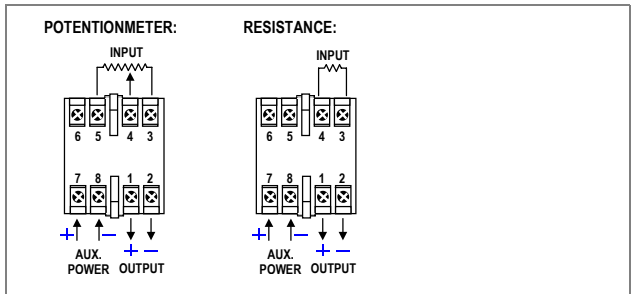 POTENTIONMETER: RESISTANCE:
INPUT INPUT
6 5 4 3 6 5 4 3
7 8 1 2 7 8 1 2
+ − + − + − + −
AUX. AUX.
POWER OUTPUT POWER OUTPUT